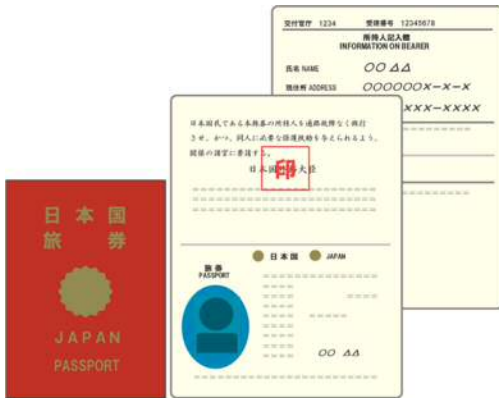 日本国
旅券
JAPAN
PASSPORT
日本国民である本旅券の所持人を通路故障なく旅行
させ、かつ、同人に必要な保護扶助を与えられるよう、
関係の諸官に要請する。
日本国 大臣
印
旅券
PASSPORT
日本国 JAPAN
○○ △△
交付官庁 1234 受理番号 12345678
所持人記入欄
INFORMATION ON BEARER
氏名 NAME ○○ △△
現住所 ADDRESS ○○○○○○X-X-X
XXX-XXXX